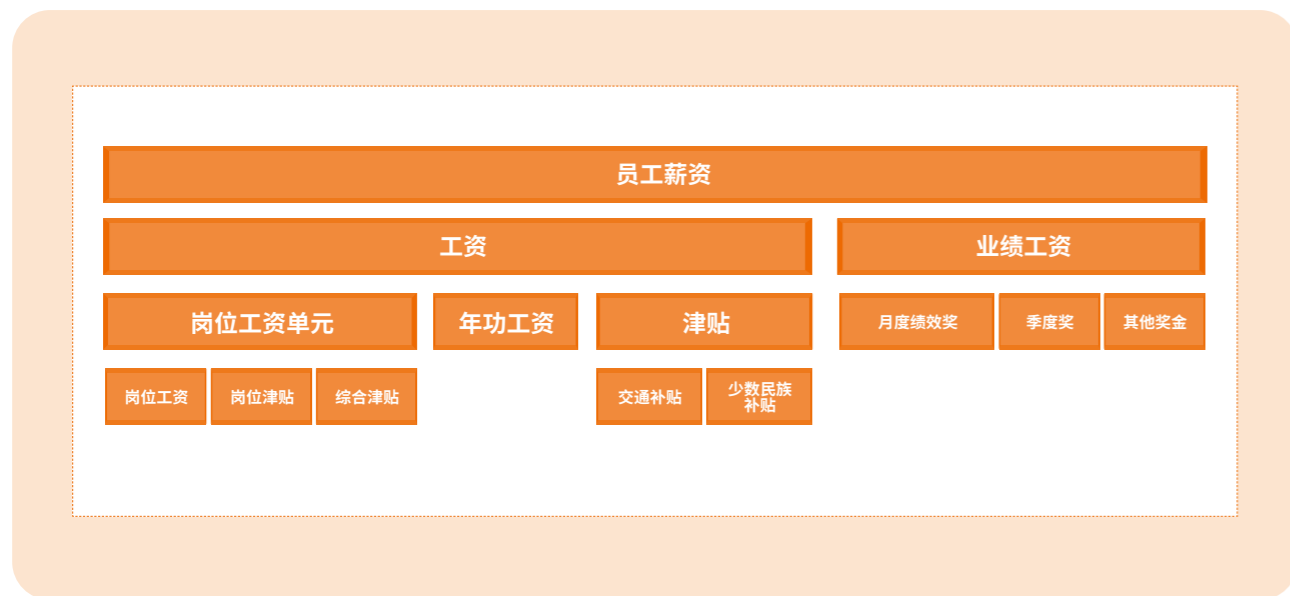 员工薪资
工资
业绩工资
岗位工资单元
年功工资
津贴
月度绩效奖
季度奖
其他奖金
岗位工资
岗位津贴
综合津贴
交通补贴
少数民族
补贴